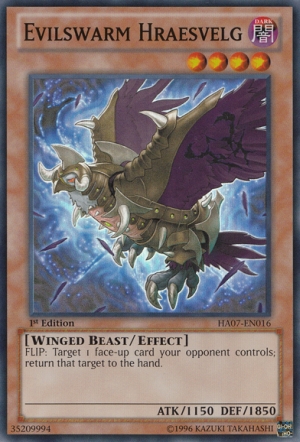 EVILSWARM HRAESVELG
DARK
闇
1st Edition
HA07-EN016
[WINGED BEAST/EFFECT]
FLIP: Target 1 face-up card your opponent controls;
return that target to the hand.
ATK/1150 DEF/1850
35209994
©1996 KAZUKI TAKAHASHI